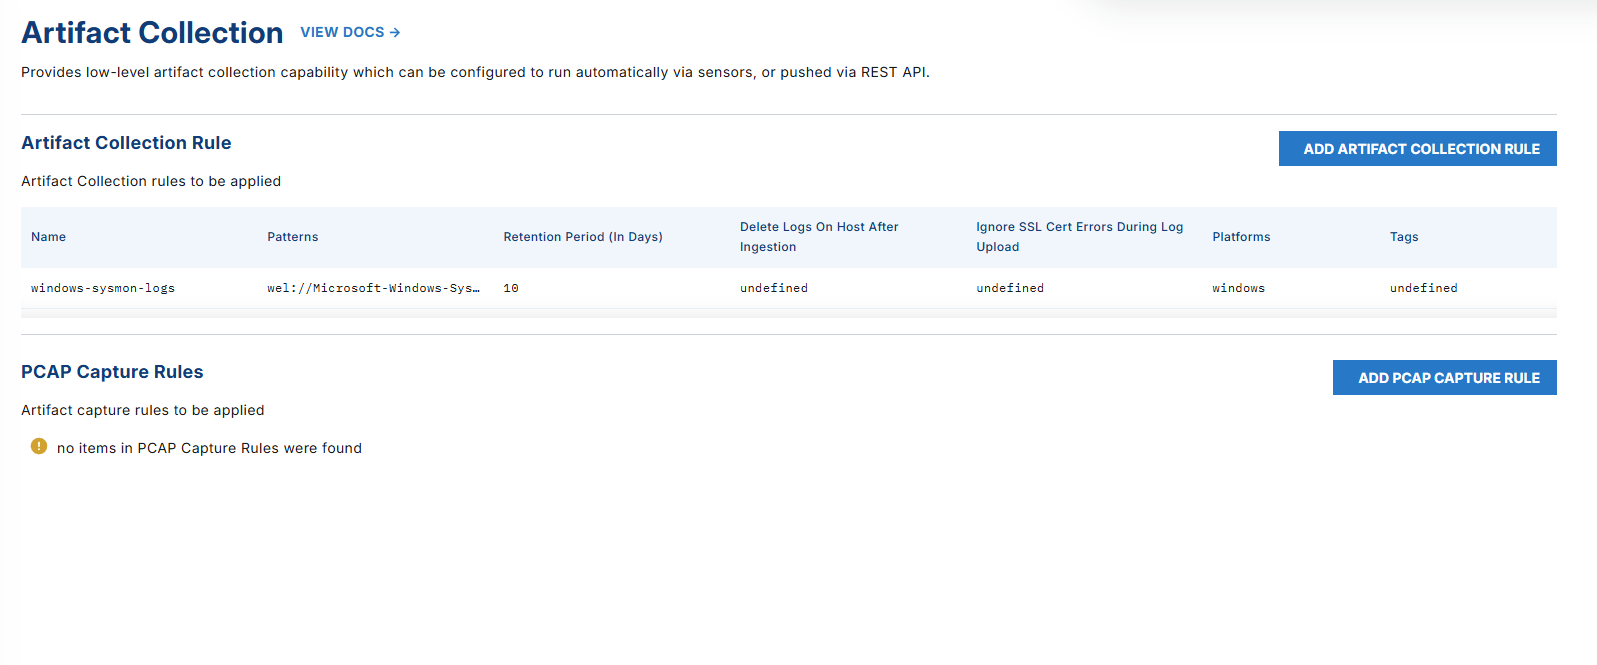 Artifact Collection VIEW DOCS →
Provides low-level artifact collection capability which can be configured to run automatically via sensors, or pushed via REST API.
Artifact Collection Rule
ADD ARTIFACT COLLECTION RULE
Artifact Collection rules to be applied
Name Patterns Retention Period (In Days) Delete Logs On Host After Ingestion Ignore SSL Cert Errors During Log Upload Platforms Tags
windows-sysmon-logs wel://Microsoft-Windows-Sys… 10 undefined undefined windows undefined
PCAP Capture Rules
ADD PCAP CAPTURE RULE
Artifact capture rules to be applied
no items in PCAP Capture Rules were found